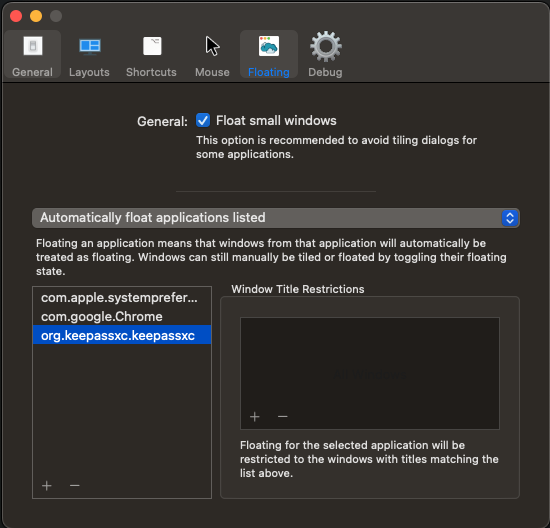 General
Layouts
Shortcuts
Mouse
Floating
Debug
General:
Float small windows
This option is recommended to avoid tiling dialogs for
some applications.
Automatically float applications listed
Floating an application means that windows from that application will automatically be
treated as floating. Windows can still manually be tiled or floated by toggling their floating
state.
com.apple.systemprefer...
com.google.Chrome
org.keepassxc.keepassxc
+ −
Window Title Restrictions
+ −
Floating for the selected application will be
restricted to the windows with titles matching the
list above.